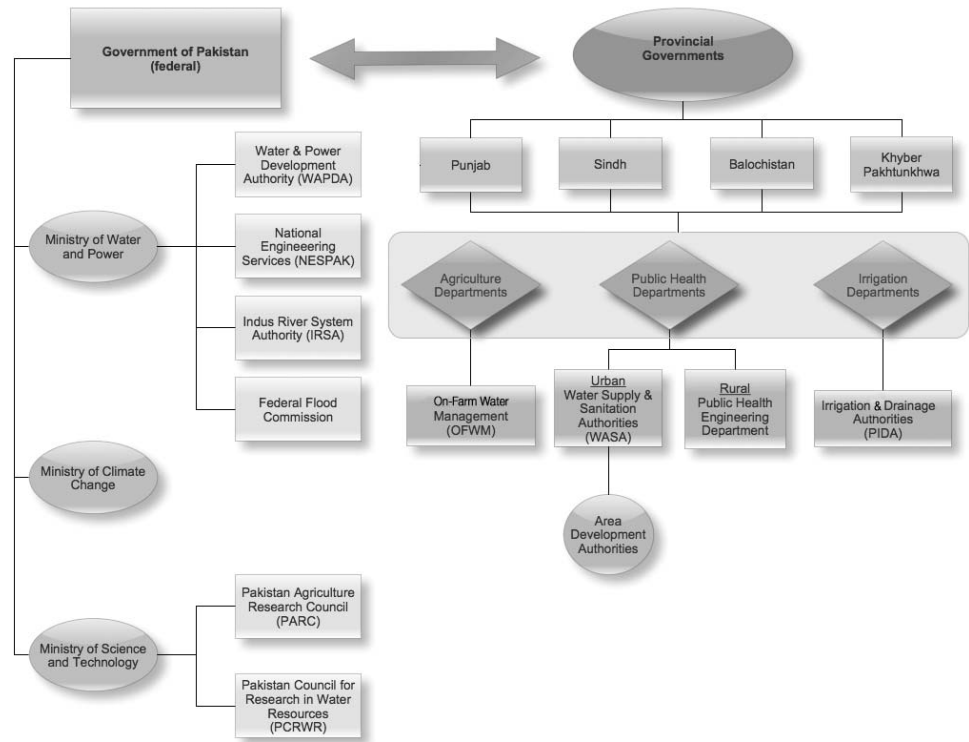 Government of Pakistan
(federal)
Provincial
Governments
Water & Power
Development
Authority (WAPDA)
Ministry of Water
and Power
National
Engineeering
Services (NESPAK)
Indus River System
Authority (IRSA)
Federal Flood
Commission
Ministry of Climate
Change
Ministry of Science
and Technology
Pakistan Agriculture
Research Council
(PARC)
Pakistan Council for
Research in Water
Resources
(PCRWR)
Punjab
Sindh
Balochistan
Khyber
Pakhtunkhwa
Agriculture
Departments
Public Health
Departments
Irrigation
Departments
On-Farm Water
Management
(OFWM)
Urban
Water Supply &
Sanitation
Authorities
(WASA)
Rural
Public Health
Engineering
Department
Irrigation & Drainage
Authorities
(PIDA)
Area
Development
Authorities